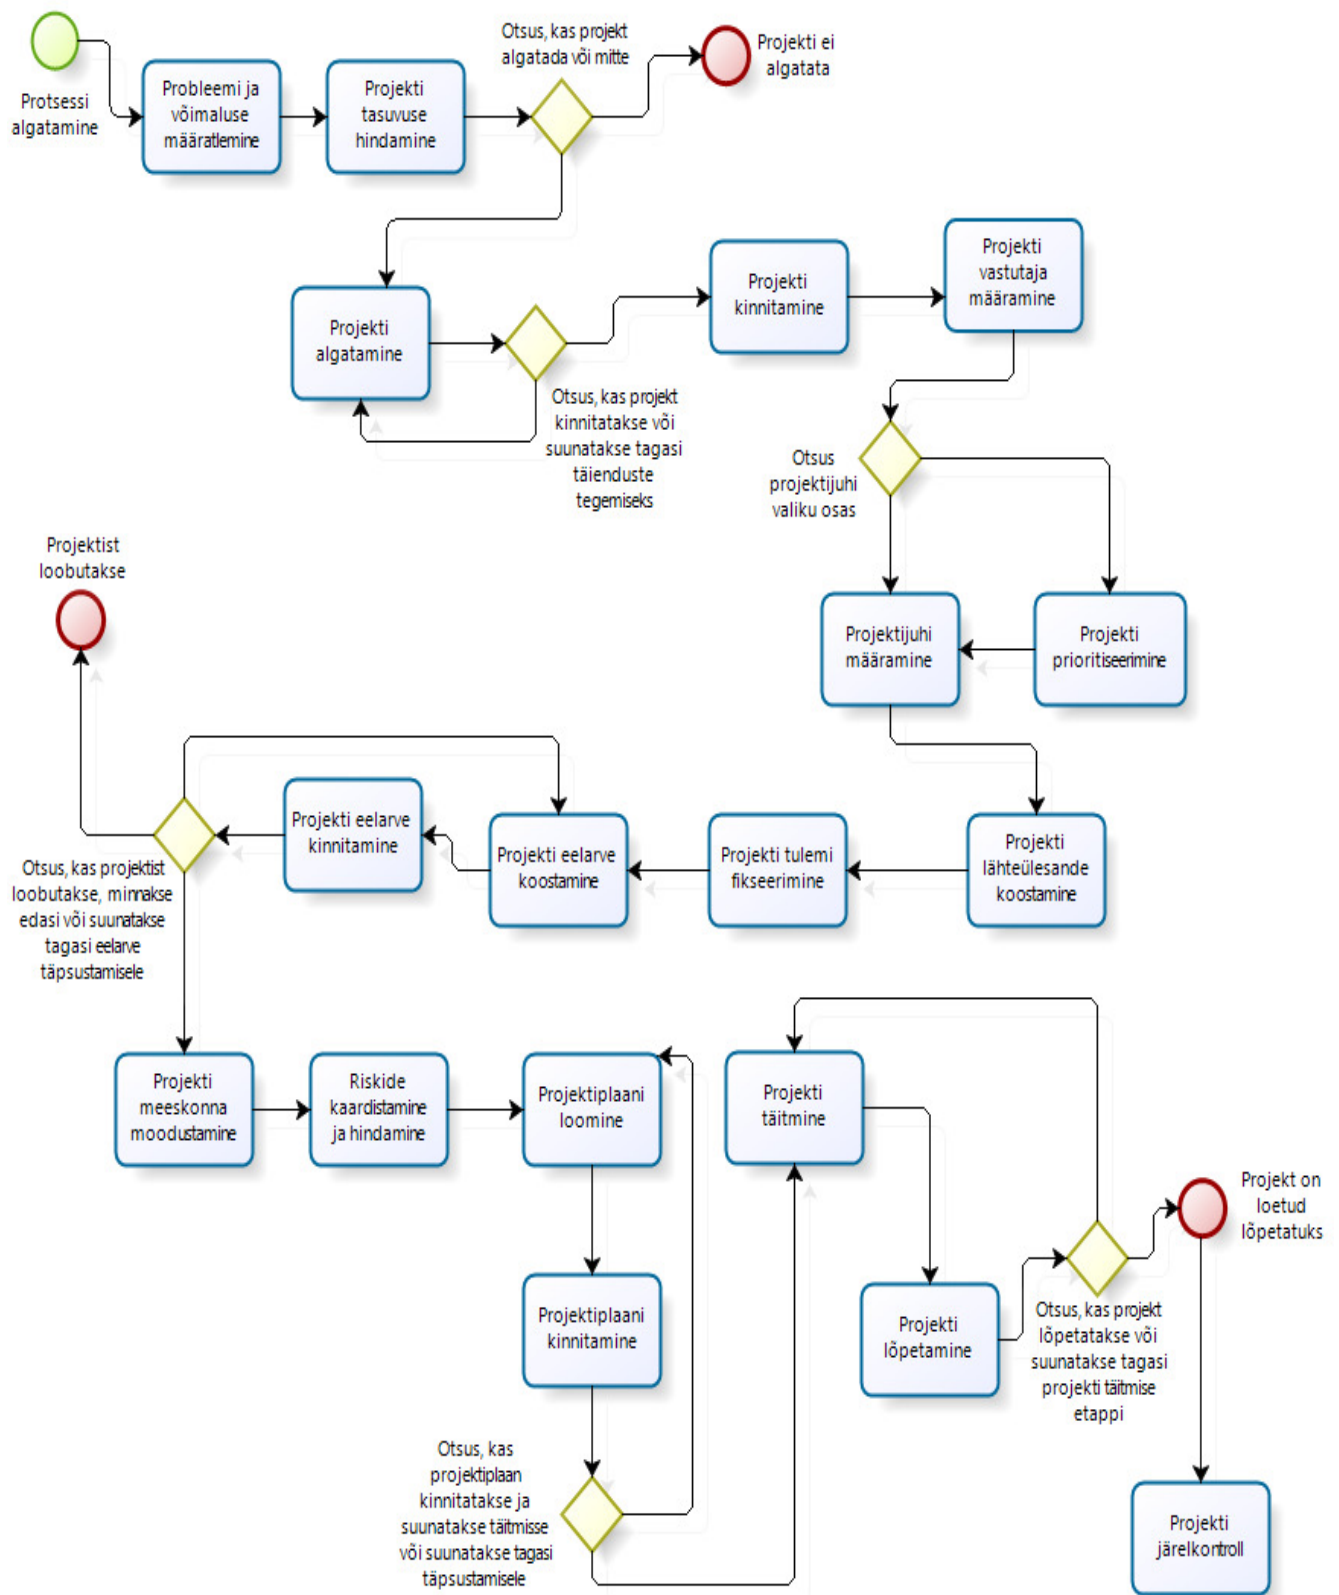 Protsessi
algatamine
Probleemi ja
võimaluse
määratlemine
Projekti
tasuvuse
hindamine
Otsus, kas projekt
algatada või mitte
Projekti ei
algatata
Projekti
algatamine
Otsus, kas projekt
kinnitatakse või
suunatakse tagasi
täienduste
tegemiseks
Projekti
kinnitamine
Projekti
vastutaja
määramine
Otsus
projektijuhi
valiku osas
Projektijuhi
määramine
Projekti
prioritiseerimine
Projektist
loobutakse
Otsus, kas projektist
loobutakse, minnakse
edasi või suunatakse
tagasi eelarve
täpsustamisele
Projekti eelarve
kinnitamine
Projekti eelarve
koostamine
Projekti tulemi
fikseerimine
Projekti
lähteülesande
koostamine
Projekti
meeskonna
moodustamine
Riskide
kaardistamine
ja hindamine
Projektiplaani
loomine
Projektiplaani
kinnitamine
Otsus, kas
projektiplaan
kinnitatakse ja
suunatakse täitmisse
või suunatakse tagasi
täpsustamisele
Projekti
täitmine
Projekti
lõpetamine
Otsus, kas projekt
lõpetatakse või
suunatakse tagasi
projekti täitmise
etappi
Projekt on
loetud
lõpetatuks
Projekti
järelkontroll